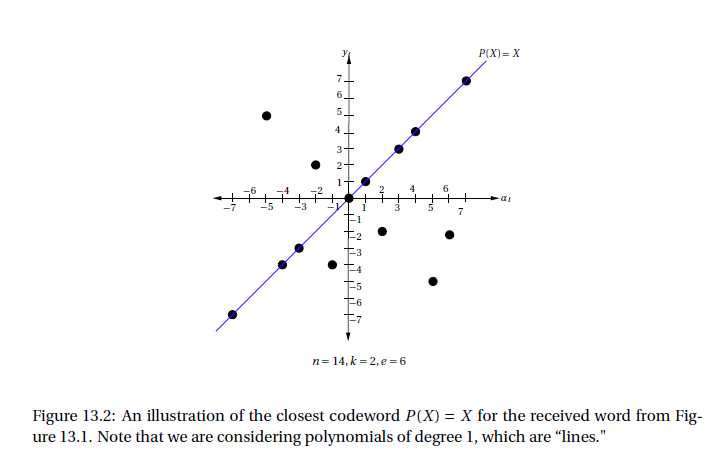 yᵢ
P(X) = X
7
6
5
4
3
2
1
−6 −4 −2 2 4 6
αᵢ
−7 −5 −3 −1 1 3 5 7
−1
−2
−3
−4
−5
−6
−7
n = 14, k = 2, e = 6
Figure 13.2: An illustration of the closest codeword P(X) = X for the received word from Fig-
ure 13.1. Note that we are considering polynomials of degree 1, which are “lines."